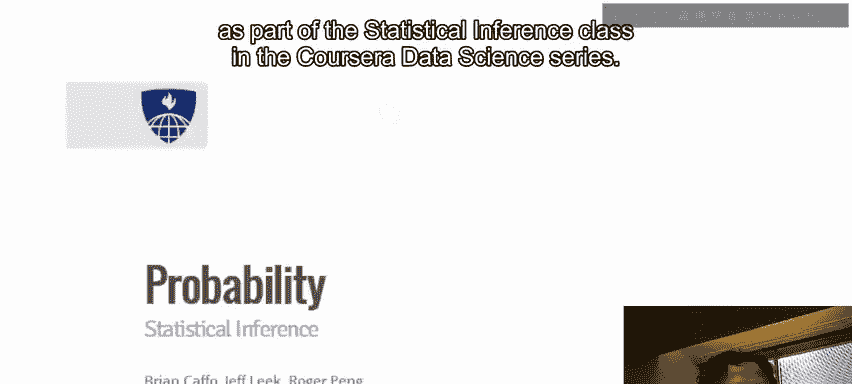 as part of the Statistical Inference class
in the Coursera Data Science series.
Probability
Statistical Inference
Brian Caffo, Jeff Leek, Roger Peng